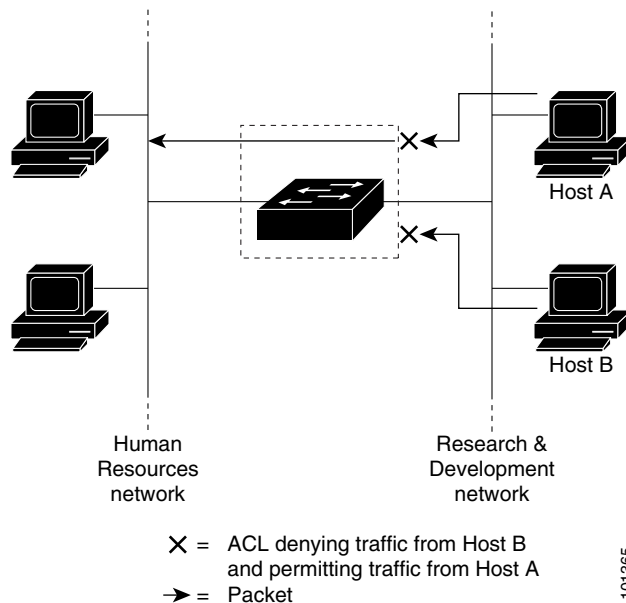 Host A
Host B
Human
Resources
network
Research &
Development
network
X = ACL denying traffic from Host B
and permitting traffic from Host A
→ = Packet
101365